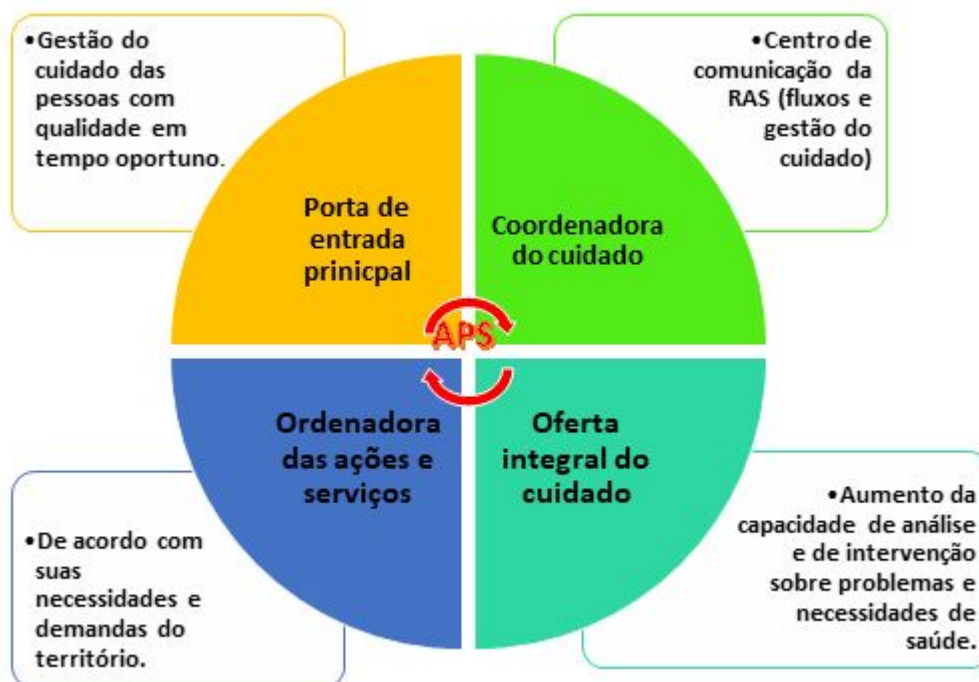 •Gestão do
cuidado das
pessoas com
qualidade em
tempo oportuno.
•Centro de
comunicação da
RAS (fluxos e
gestão do
cuidado)
Porta de
entrada
prinicpal
Coordenadora
do cuidado
APS
Ordenadora
das ações e
serviços
Oferta
integral do
cuidado
•De acordo com
suas
necessidades e
demandas do
território.
•Aumento da
capacidade de análise
e de intervenção
sobre problemas e
necessidades de
saúde.